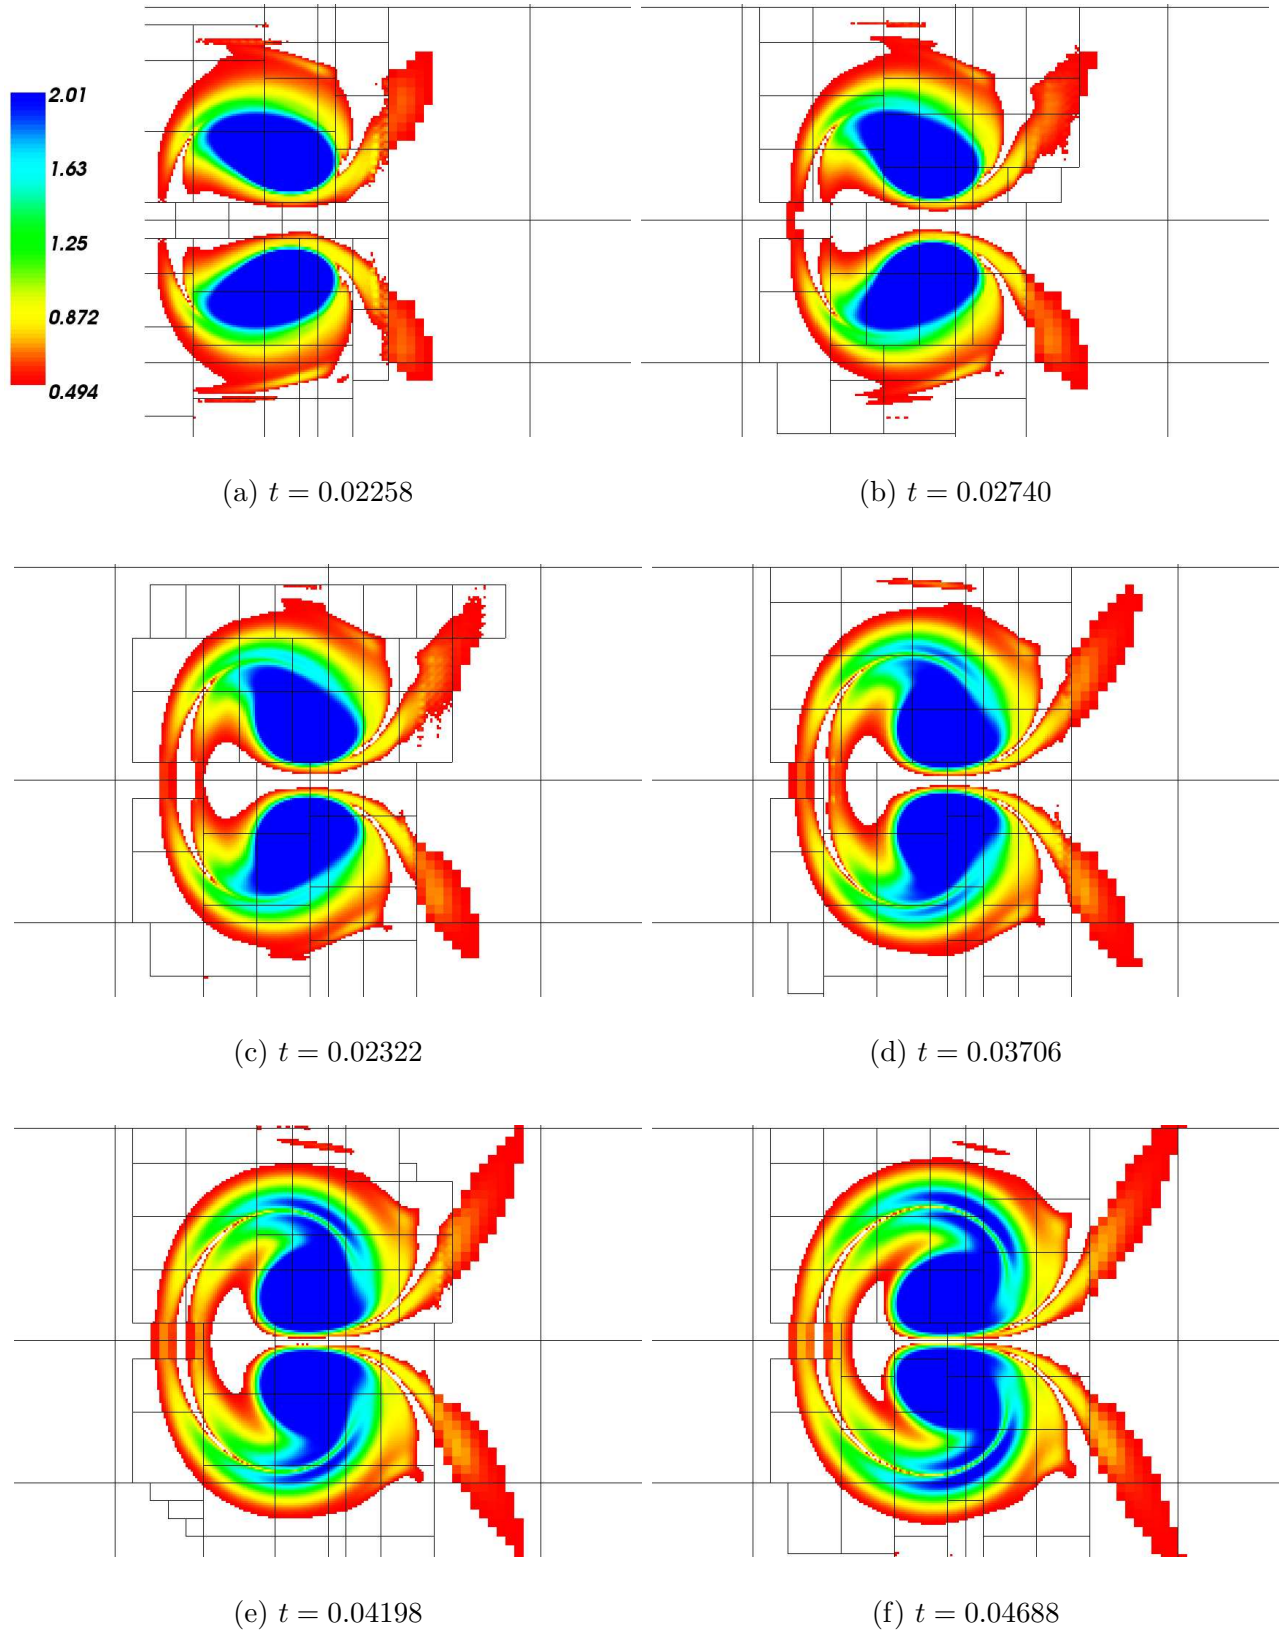 2.01
1.63
1.25
0.872
0.494
(a) t = 0.02258
(b) t = 0.02740
(c) t = 0.02322
(d) t = 0.03706
(e) t = 0.04198
(f) t = 0.04688